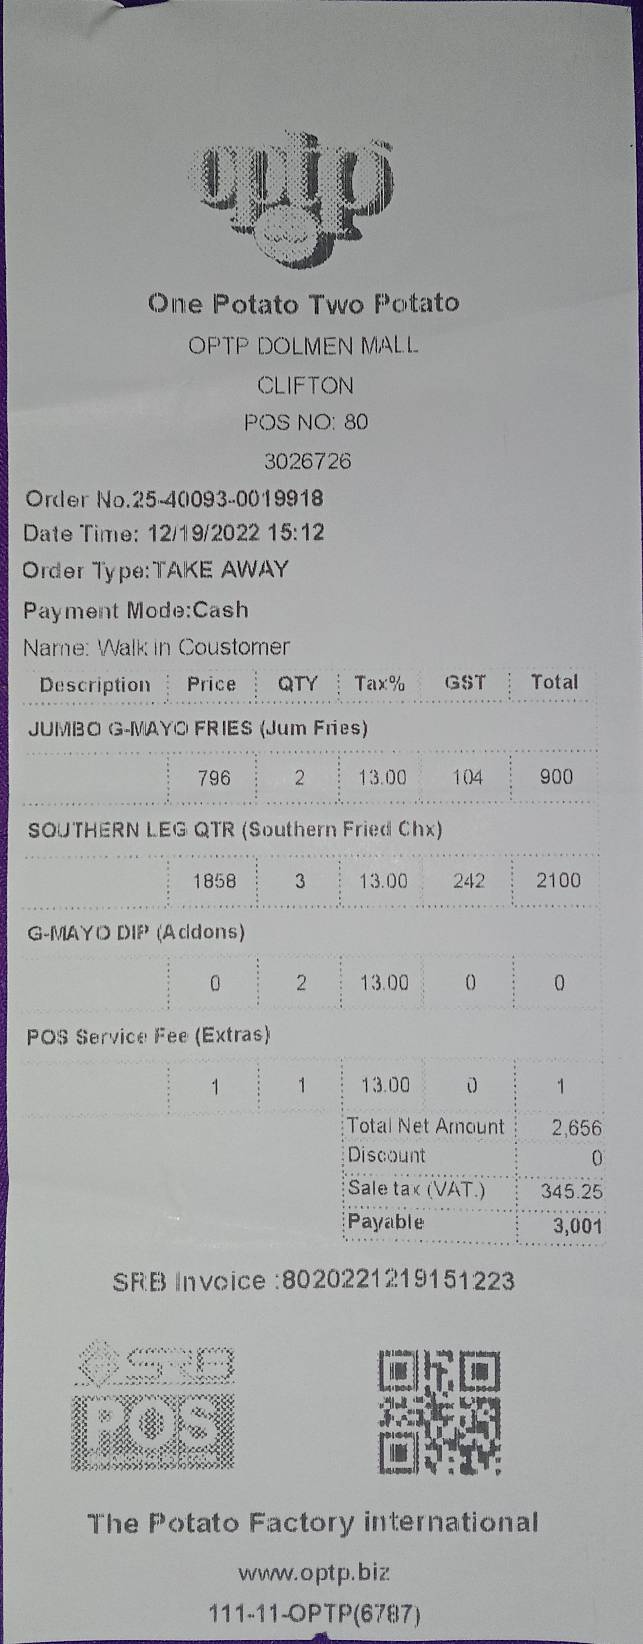 optp
One Potato Two Potato
OPTP DOLMEN MALL
CLIFTON
POS NO: 80
3026726
Order No.25-40093-0019918
Date Time: 12/19/2022 15:12
Order Type:TAKE AWAY
Payment Mode:Cash
Name: Walk in Coustomer
Description Price QTY Tax% GST Total
JUMBO G-MAYO FRIES (Jum Fries)
796 2 13.00 104 900
SOUTHERN LEG QTR (Southern Fried Chx)
1858 3 13.00 242 2100
G-MAYO DIP (Addons)
0 2 13.00 0 0
POS Service Fee (Extras)
1 1 13.00 0 1
Total Net Amount 2,656
Discount 0
Sale tax (VAT.) 345.25
Payable 3,001
SRB Invoice :8020221219151223
SRB
POS
The Potato Factory international
www.optp.biz
111-11-OPTP(6787)